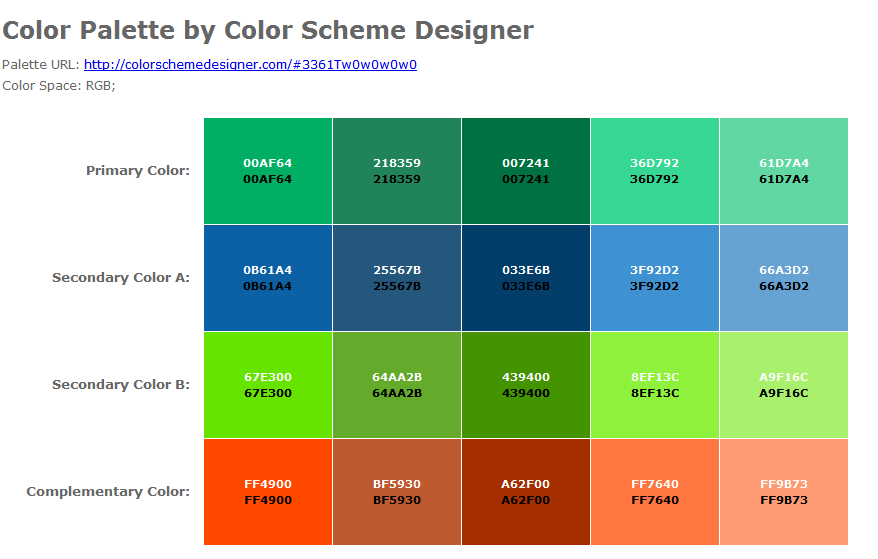 Color Palette by Color Scheme Designer
Palette URL: http://colorschemedesigner.com/#3361Tw0w0w0w0
Color Space: RGB;
Primary Color: 00AF64 218359 007241 36D792 61D7A4
00AF64 218359 007241 36D792 61D7A4
Secondary Color A: 0B61A4 25567B 033E6B 3F92D2 66A3D2
0B61A4 25567B 033E6B 3F92D2 66A3D2
Secondary Color B: 67E300 64AA2B 439400 8EF13C A9F16C
67E300 64AA2B 439400 8EF13C A9F16C
Complementary Color: FF4900 BF5930 A62F00 FF7640 FF9B73
FF4900 BF5930 A62F00 FF7640 FF9B73